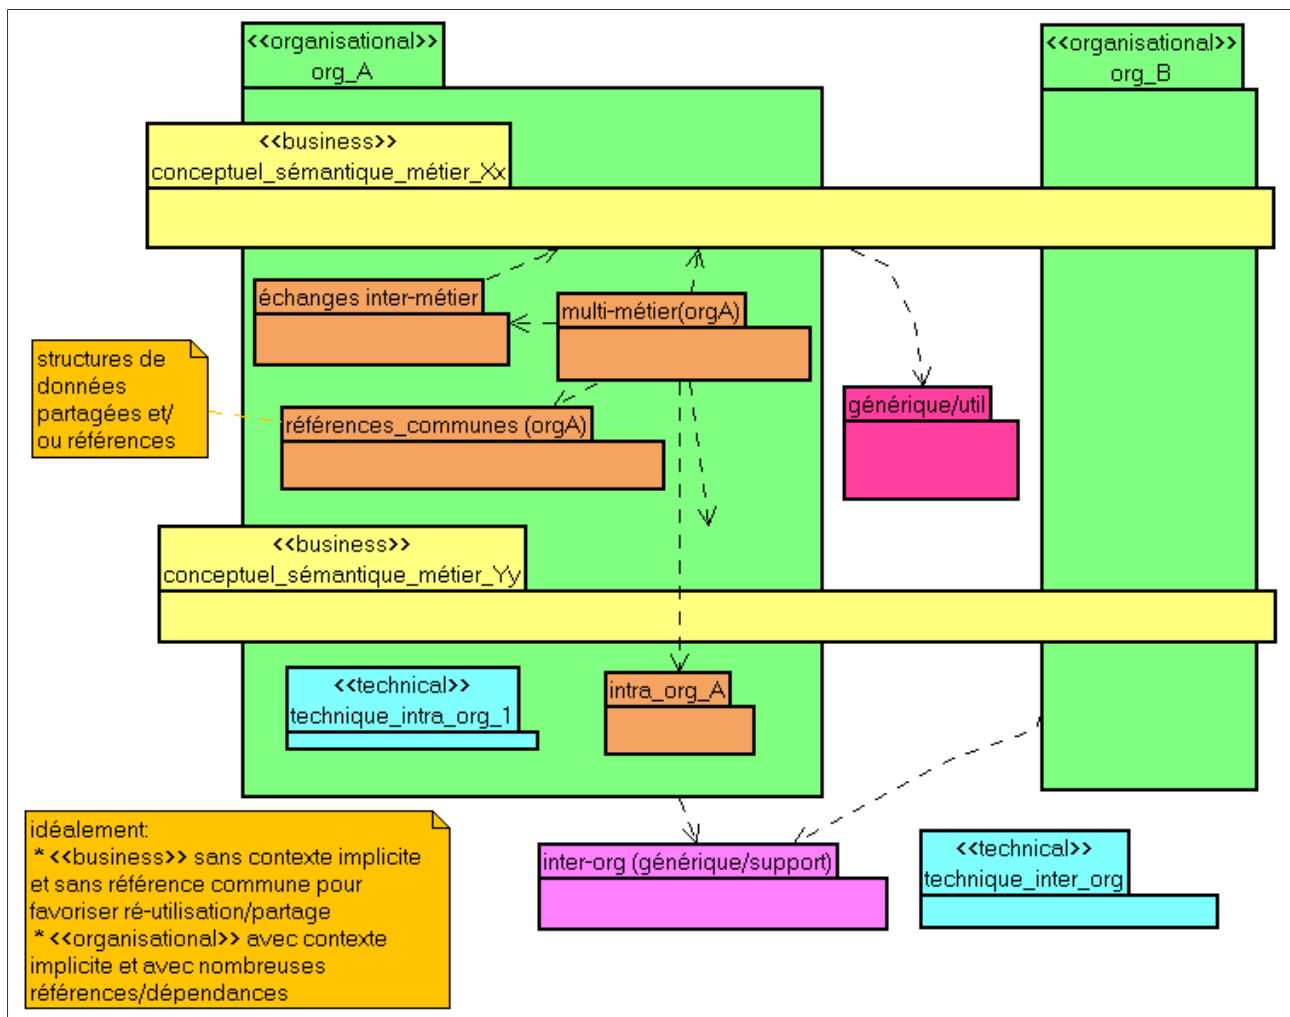 <<organisational>>
org_A
<<organisational>>
org_B
<<business>>
conceptuel_sémantique_métier_Xx
échanges inter-métier
multi-métier(orgA)
structures de
données
partagées et/
ou références
générique/util
références_communes (orgA)
<<business>>
conceptuel_sémantique_métier_Yy
<<technical>>
technique_intra_org_1
intra_org_A
idéalement:
* <<business>> sans contexte implicite
et sans référence commune pour
favoriser ré-utilisation/partage
* <<organisational>> avec contexte
implicite et avec nombreuses
références/dépendances
inter-org (générique/support)
<<technical>>
technique_inter_org